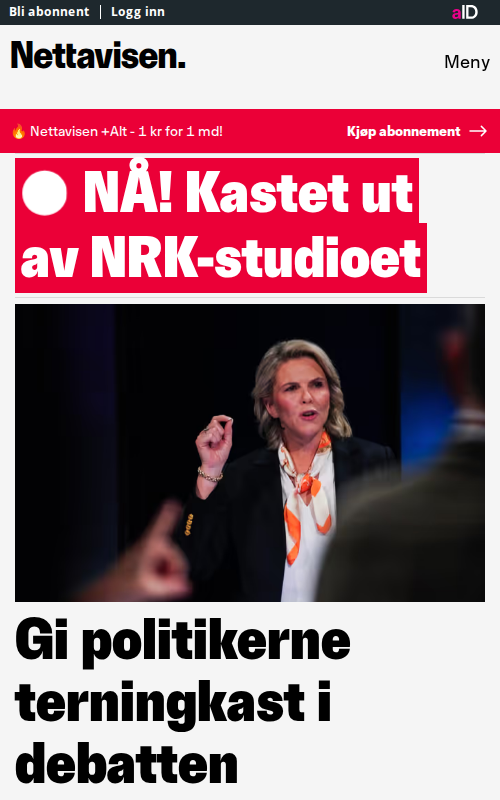 Bli abonnent
Logg inn
aID
Nettavisen.
Meny
🔥 Nettavisen +Alt - 1 kr for 1 md!
Kjøp abonnement →
NÅ! Kastet ut
av NRK-studioet
Gi politikerne
terningkast i
debatten